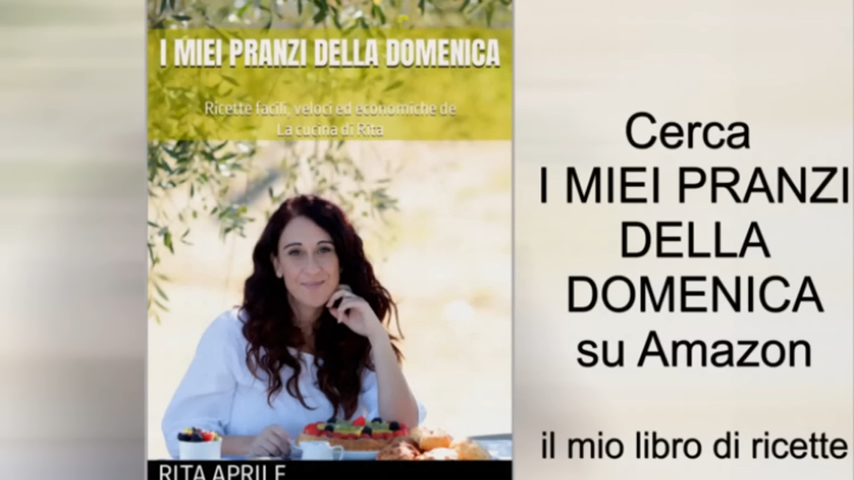 I MIEI PRANZI DELLA DOMENICA
Ricette facili, veloci ed economiche de
La cucina di Rita
RITA APRILE
Cerca
I MIEI PRANZI
DELLA
DOMENICA
su Amazon
il mio libro di ricette